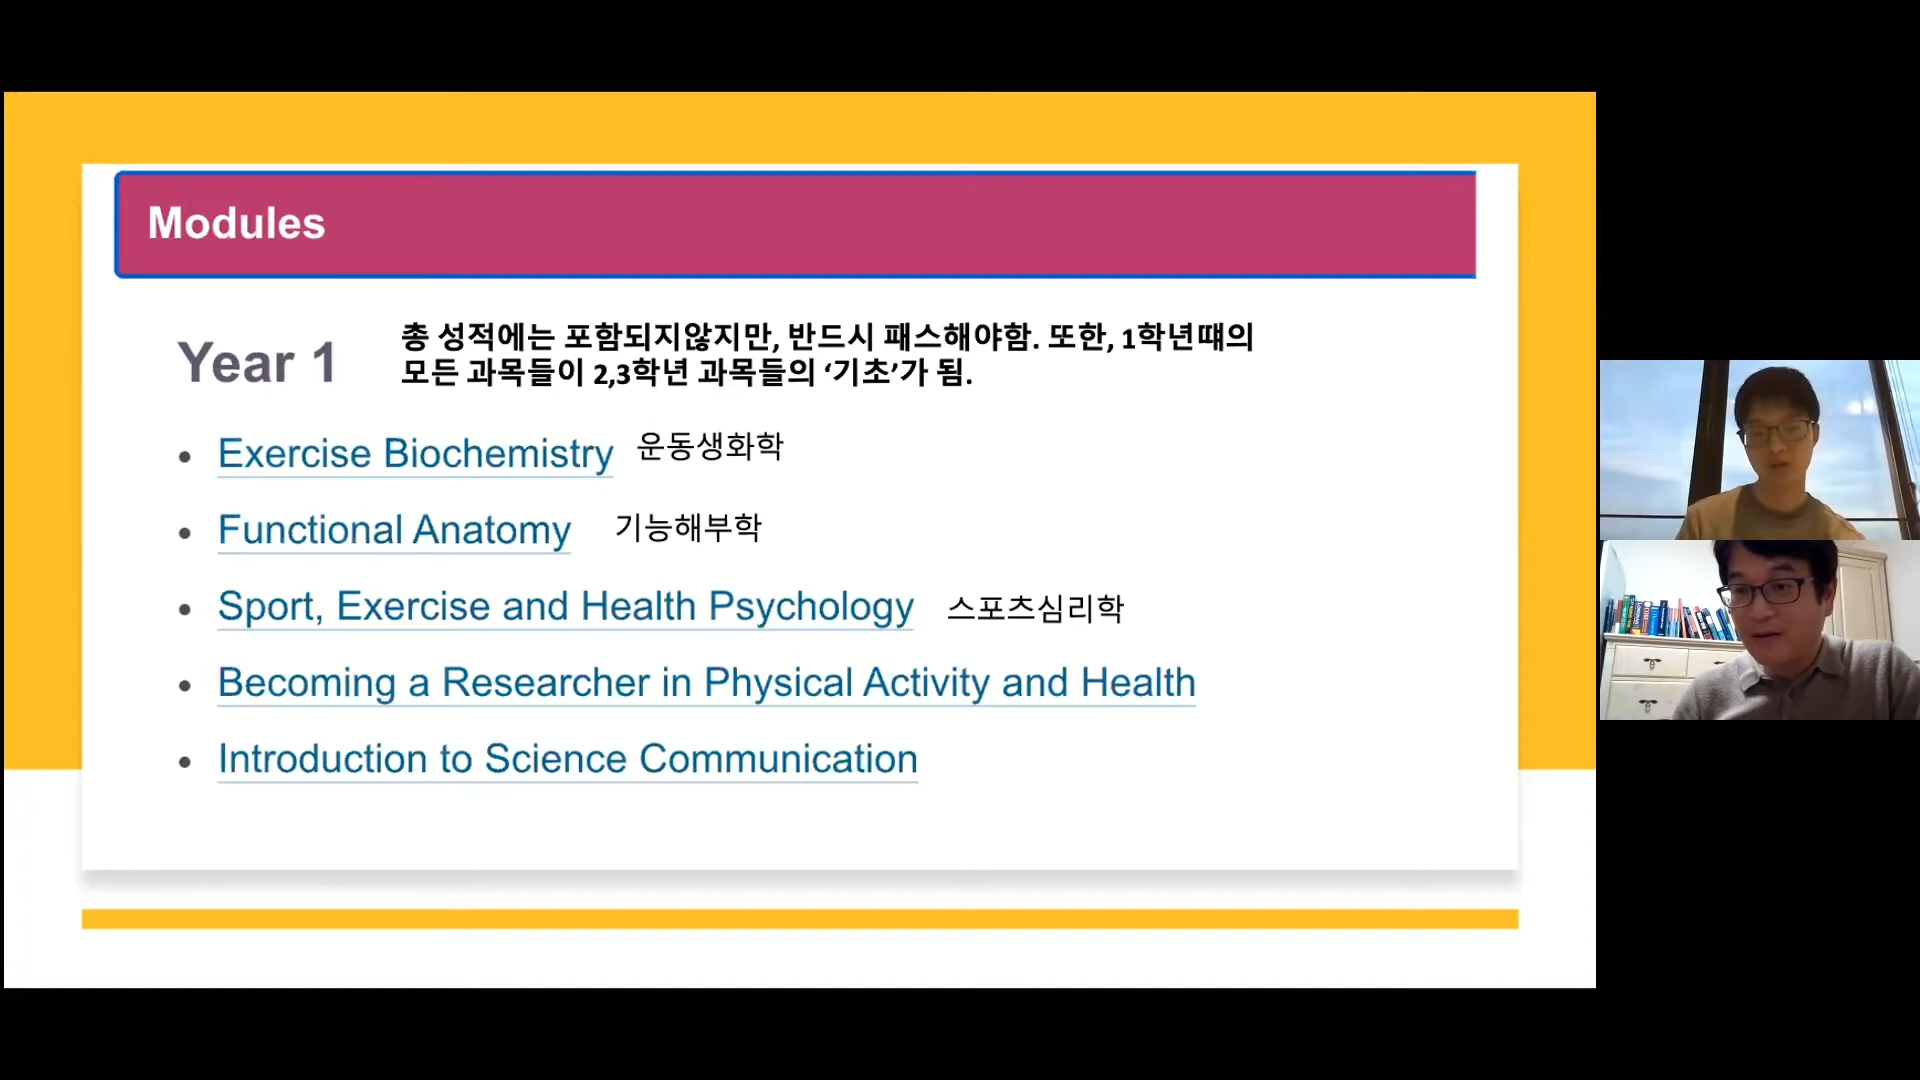 Modules
Year 1
총 성적에는 포함되지않지만, 반드시 패스해야함. 또한, 1학년때의
모든 과목들이 2,3학년 과목들의 ‘기초’가 됨.
• Exercise Biochemistry 운동생화학
• Functional Anatomy 기능해부학
• Sport, Exercise and Health Psychology 스포츠심리학
• Becoming a Researcher in Physical Activity and Health
• Introduction to Science Communication